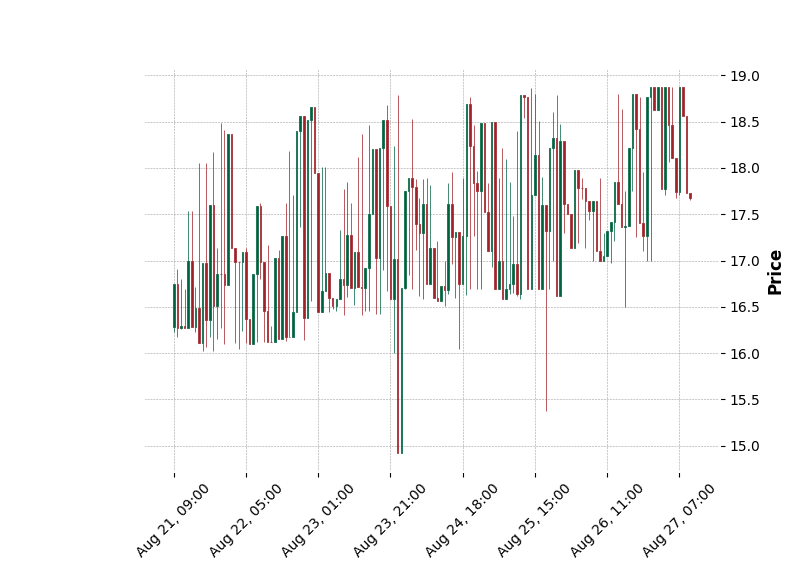 19.0
18.5
18.0
17.5
17.0
16.5
16.0
15.5
15.0
Price
Aug 21, 09:00
Aug 22, 05:00
Aug 23, 01:00
Aug 23, 21:00
Aug 24, 18:00
Aug 25, 15:00
Aug 26, 11:00
Aug 27, 07:00